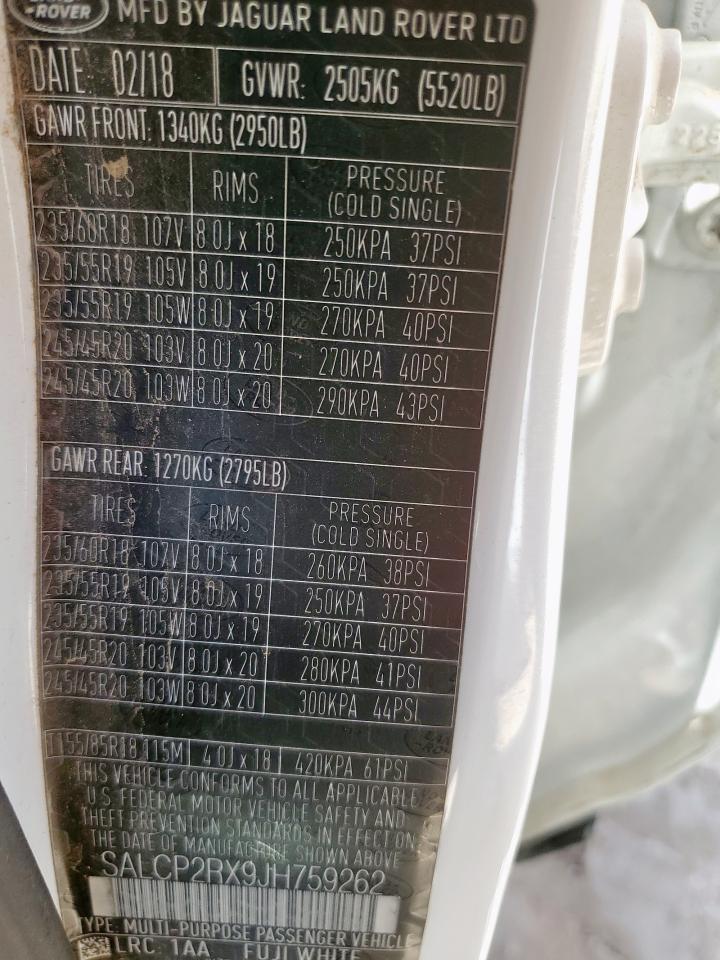 -ROVER MFD BY JAGUAR LAND ROVER LTD
DATE: 02/18 GVWR: 2505KG (5520LB)
GAWR FRONT: 1340KG (2950LB)
TIRES RIMS PRESSURE (COLD SINGLE)
235/60R18 107V 8.0J x 18 250KPA 37PSI
235/55R19 105V 8.0J x 19 250KPA 37PSI
235/55R19 105W 8.0J x 19 270KPA 40PSI
245/45R20 103V 8.0J x 20 270KPA 40PSI
245/45R20 103W 8.0J x 20 290KPA 43PSI
GAWR REAR: 1270KG (2795LB)
TIRES RIMS PRESSURE (COLD SINGLE)
235/60R18 107V 8.0J x 18 260KPA 38PSI
235/55R19 105V 8.0J x 19 250KPA 37PSI
235/55R19 105W 8.0J x 19 270KPA 40PSI
245/45R20 103V 8.0J x 20 280KPA 41PSI
245/45R20 103W 8.0J x 20 300KPA 44PSI
T155/85R18 115M 4.0J x 18 420KPA 61PSI
THIS VEHICLE CONFORMS TO ALL APPLICABLE
U.S. FEDERAL MOTOR VEHICLE SAFETY AND
THEFT PREVENTION STANDARDS IN EFFECT ON
THE DATE OF MANUFACTURE SHOWN ABOVE
SALCP2RX9JH759262
TYPE: MULTI-PURPOSE PASSENGER VEHICLE
LRC: 1AA FUJI WHITE